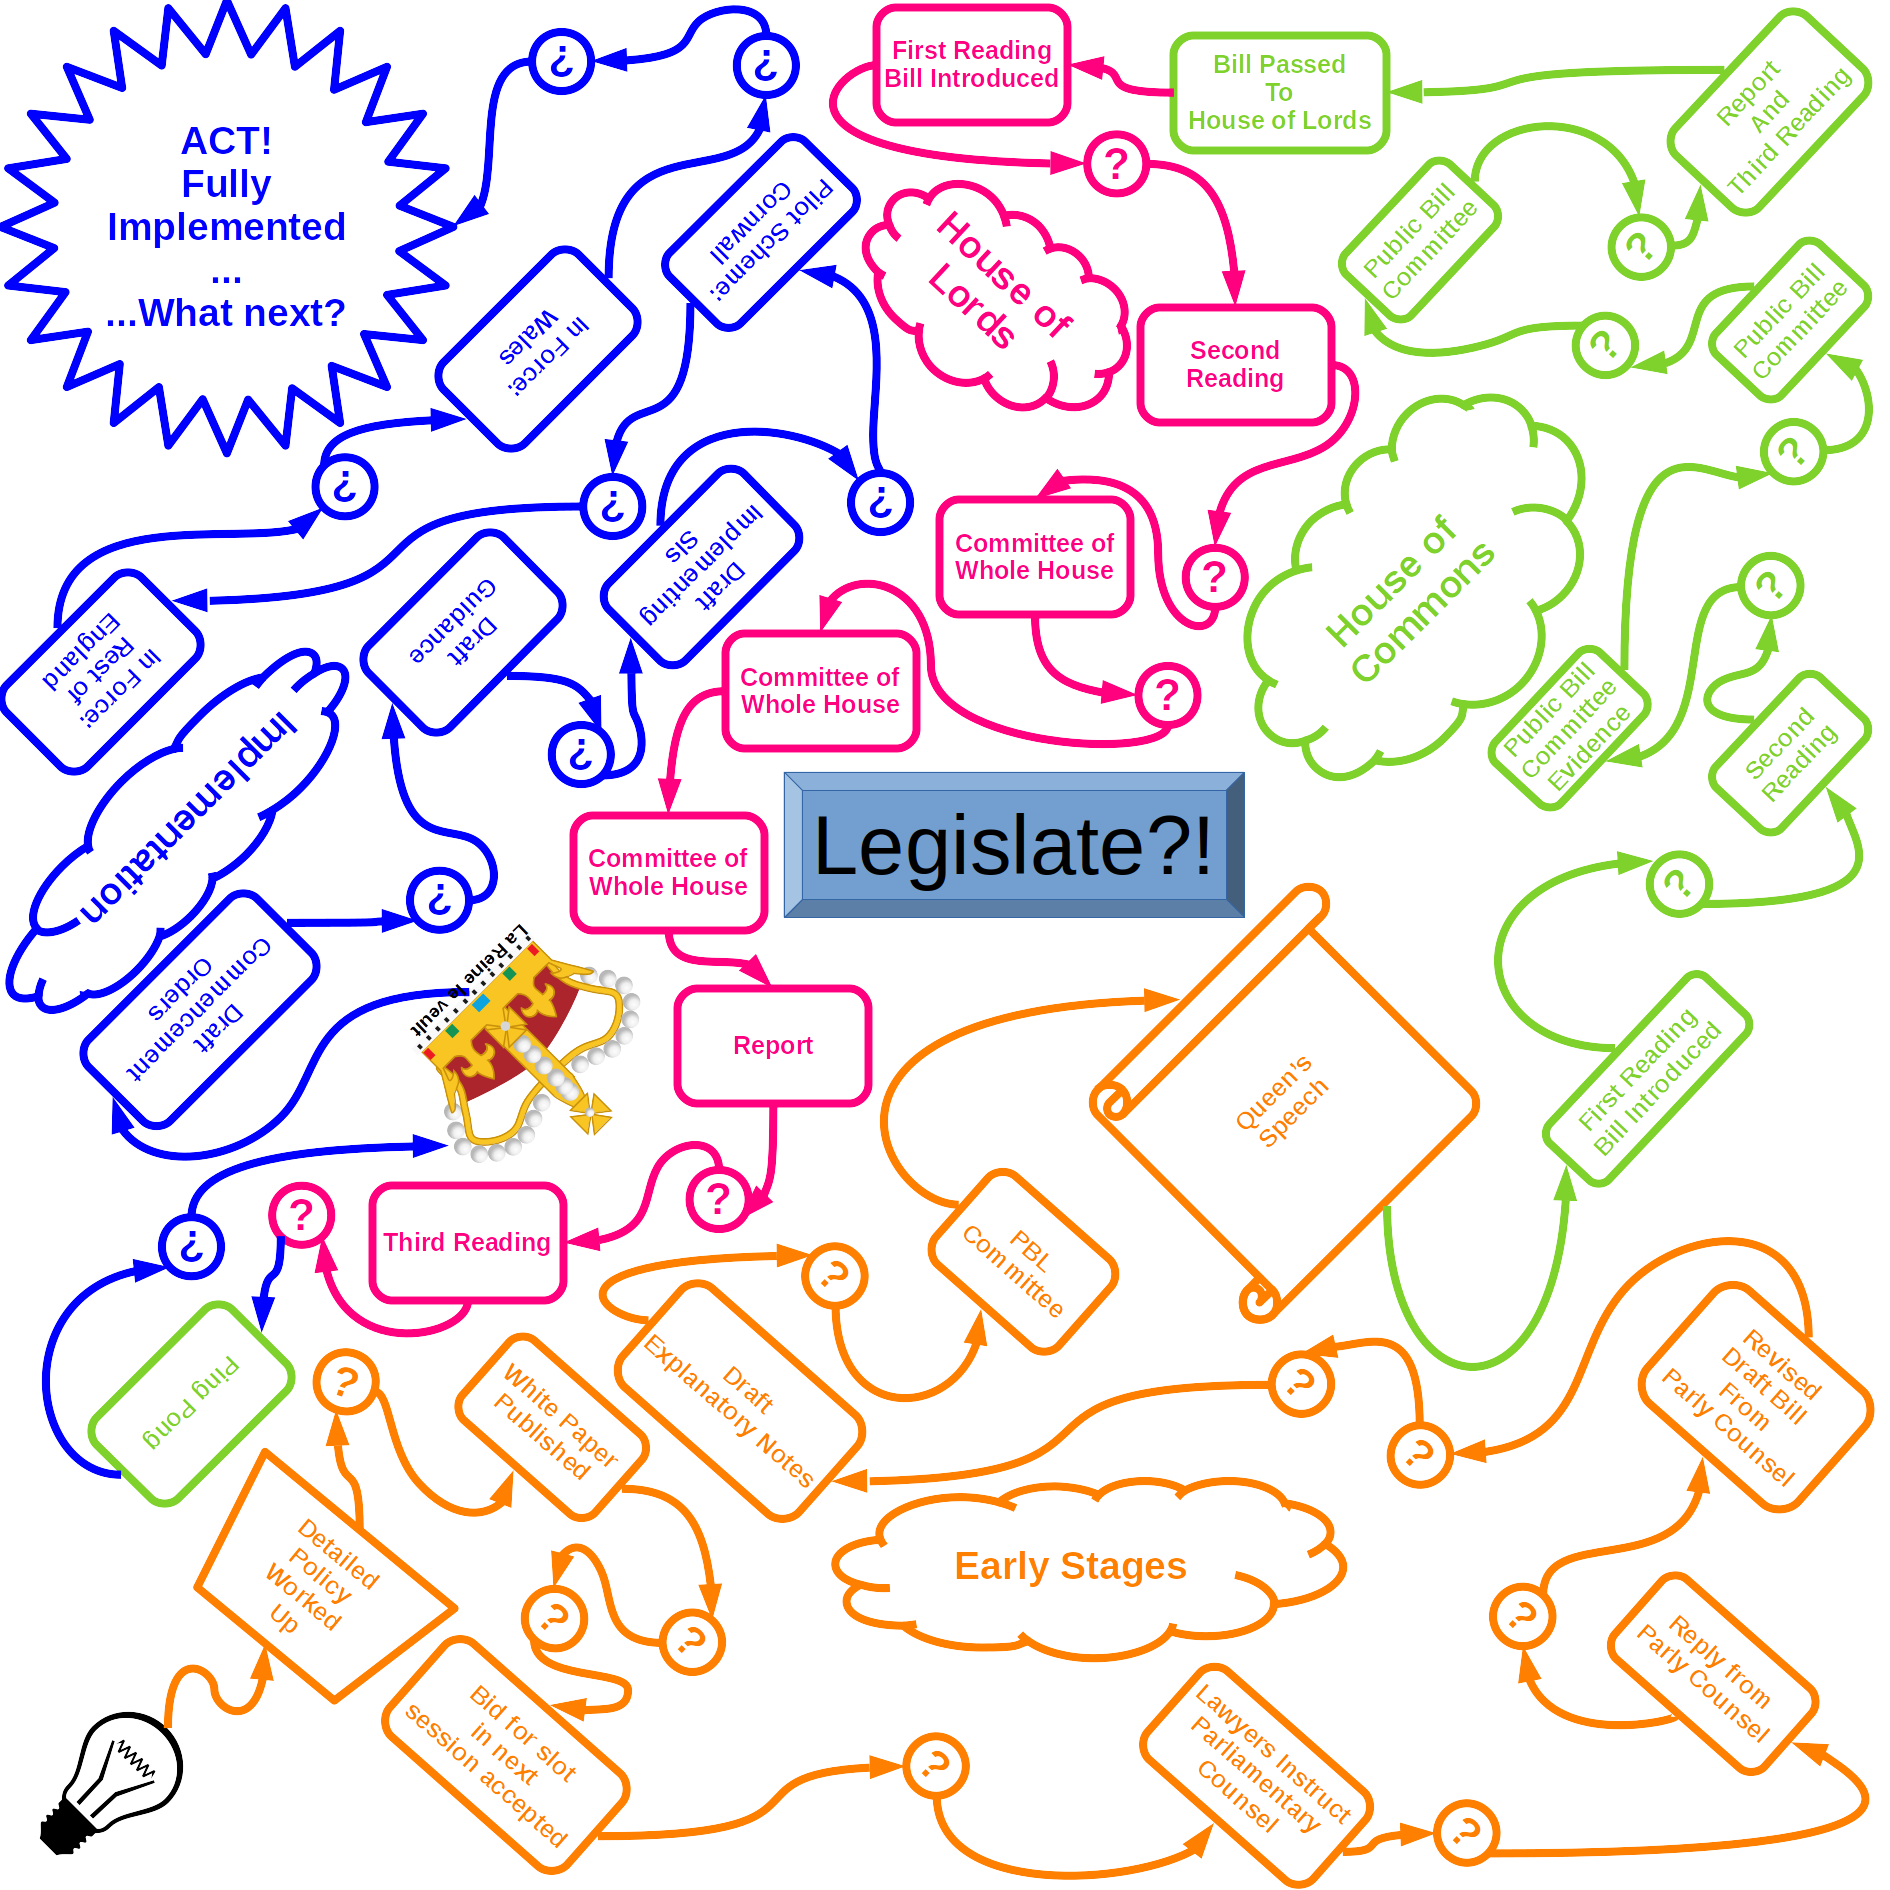 ACT!
Fully
Implemented
...
...What next?
¿
¿
First Reading
Bill Introduced
Bill Passed
To
House of Lords
Report
And
Third Reading
?
Pilot Scheme:
Cornwall
House of
Lords
Public Bill
Committee
?
Public Bill
Committee
?
In Force:
Wales
Second
Reading
?
¿
¿
¿
Draft
Implementing
SIs
Committee of
Whole House
?
House of
Commons
?
In Force:
Rest of
England
Draft
Guidance
Committee of
Whole House
?
Public Bill
Committee
Evidence
Second
Reading
¿
Implementation
Committee of
Whole House
Legislate?!
?
¿
Draft
Commencement
Orders
La Reine le veult
Report
Queen's
Speech
First Reading
Bill Introduced
¿
?
Third Reading
?
?
PBL
Committee
Ping Pong
?
White Paper
Published
Draft
Explanatory Notes
?
?
Revised
Draft Bill
From
Parly Counsel
Detailed
Policy
Worked
Up
?
?
Early Stages
?
Reply from
Parly Counsel
Bid for slot
in next
session accepted
?
Lawyers Instruct
Parliamentary
Counsel
?